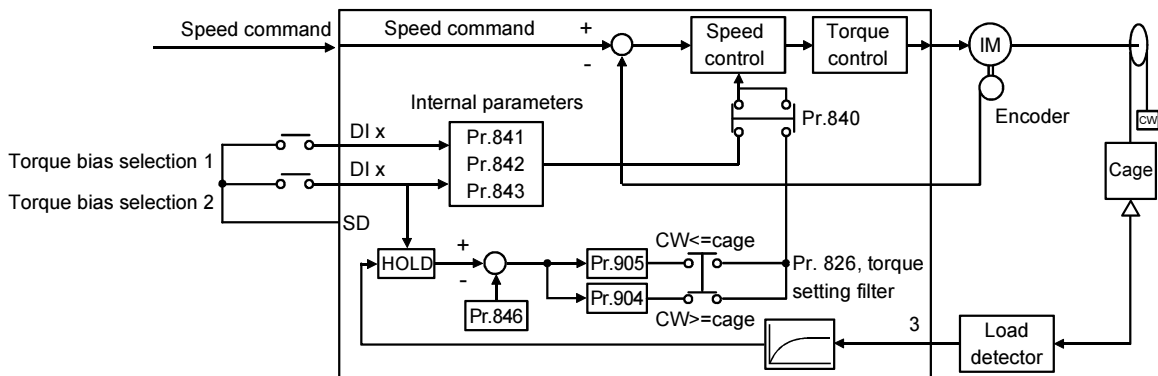 Speed command
Speed command
+
-
Speed
control
Torque
control
IM
Encoder
CW
Cage
Internal parameters
Pr.841
Pr.842
Pr.843
Pr.840
DI x
DI x
Torque bias selection 1
Torque bias selection 2
SD
HOLD
+
-
Pr.846
Pr.905
Pr.904
CW<=cage
CW>=cage
Pr. 826, torque
setting filter
3
Load
detector